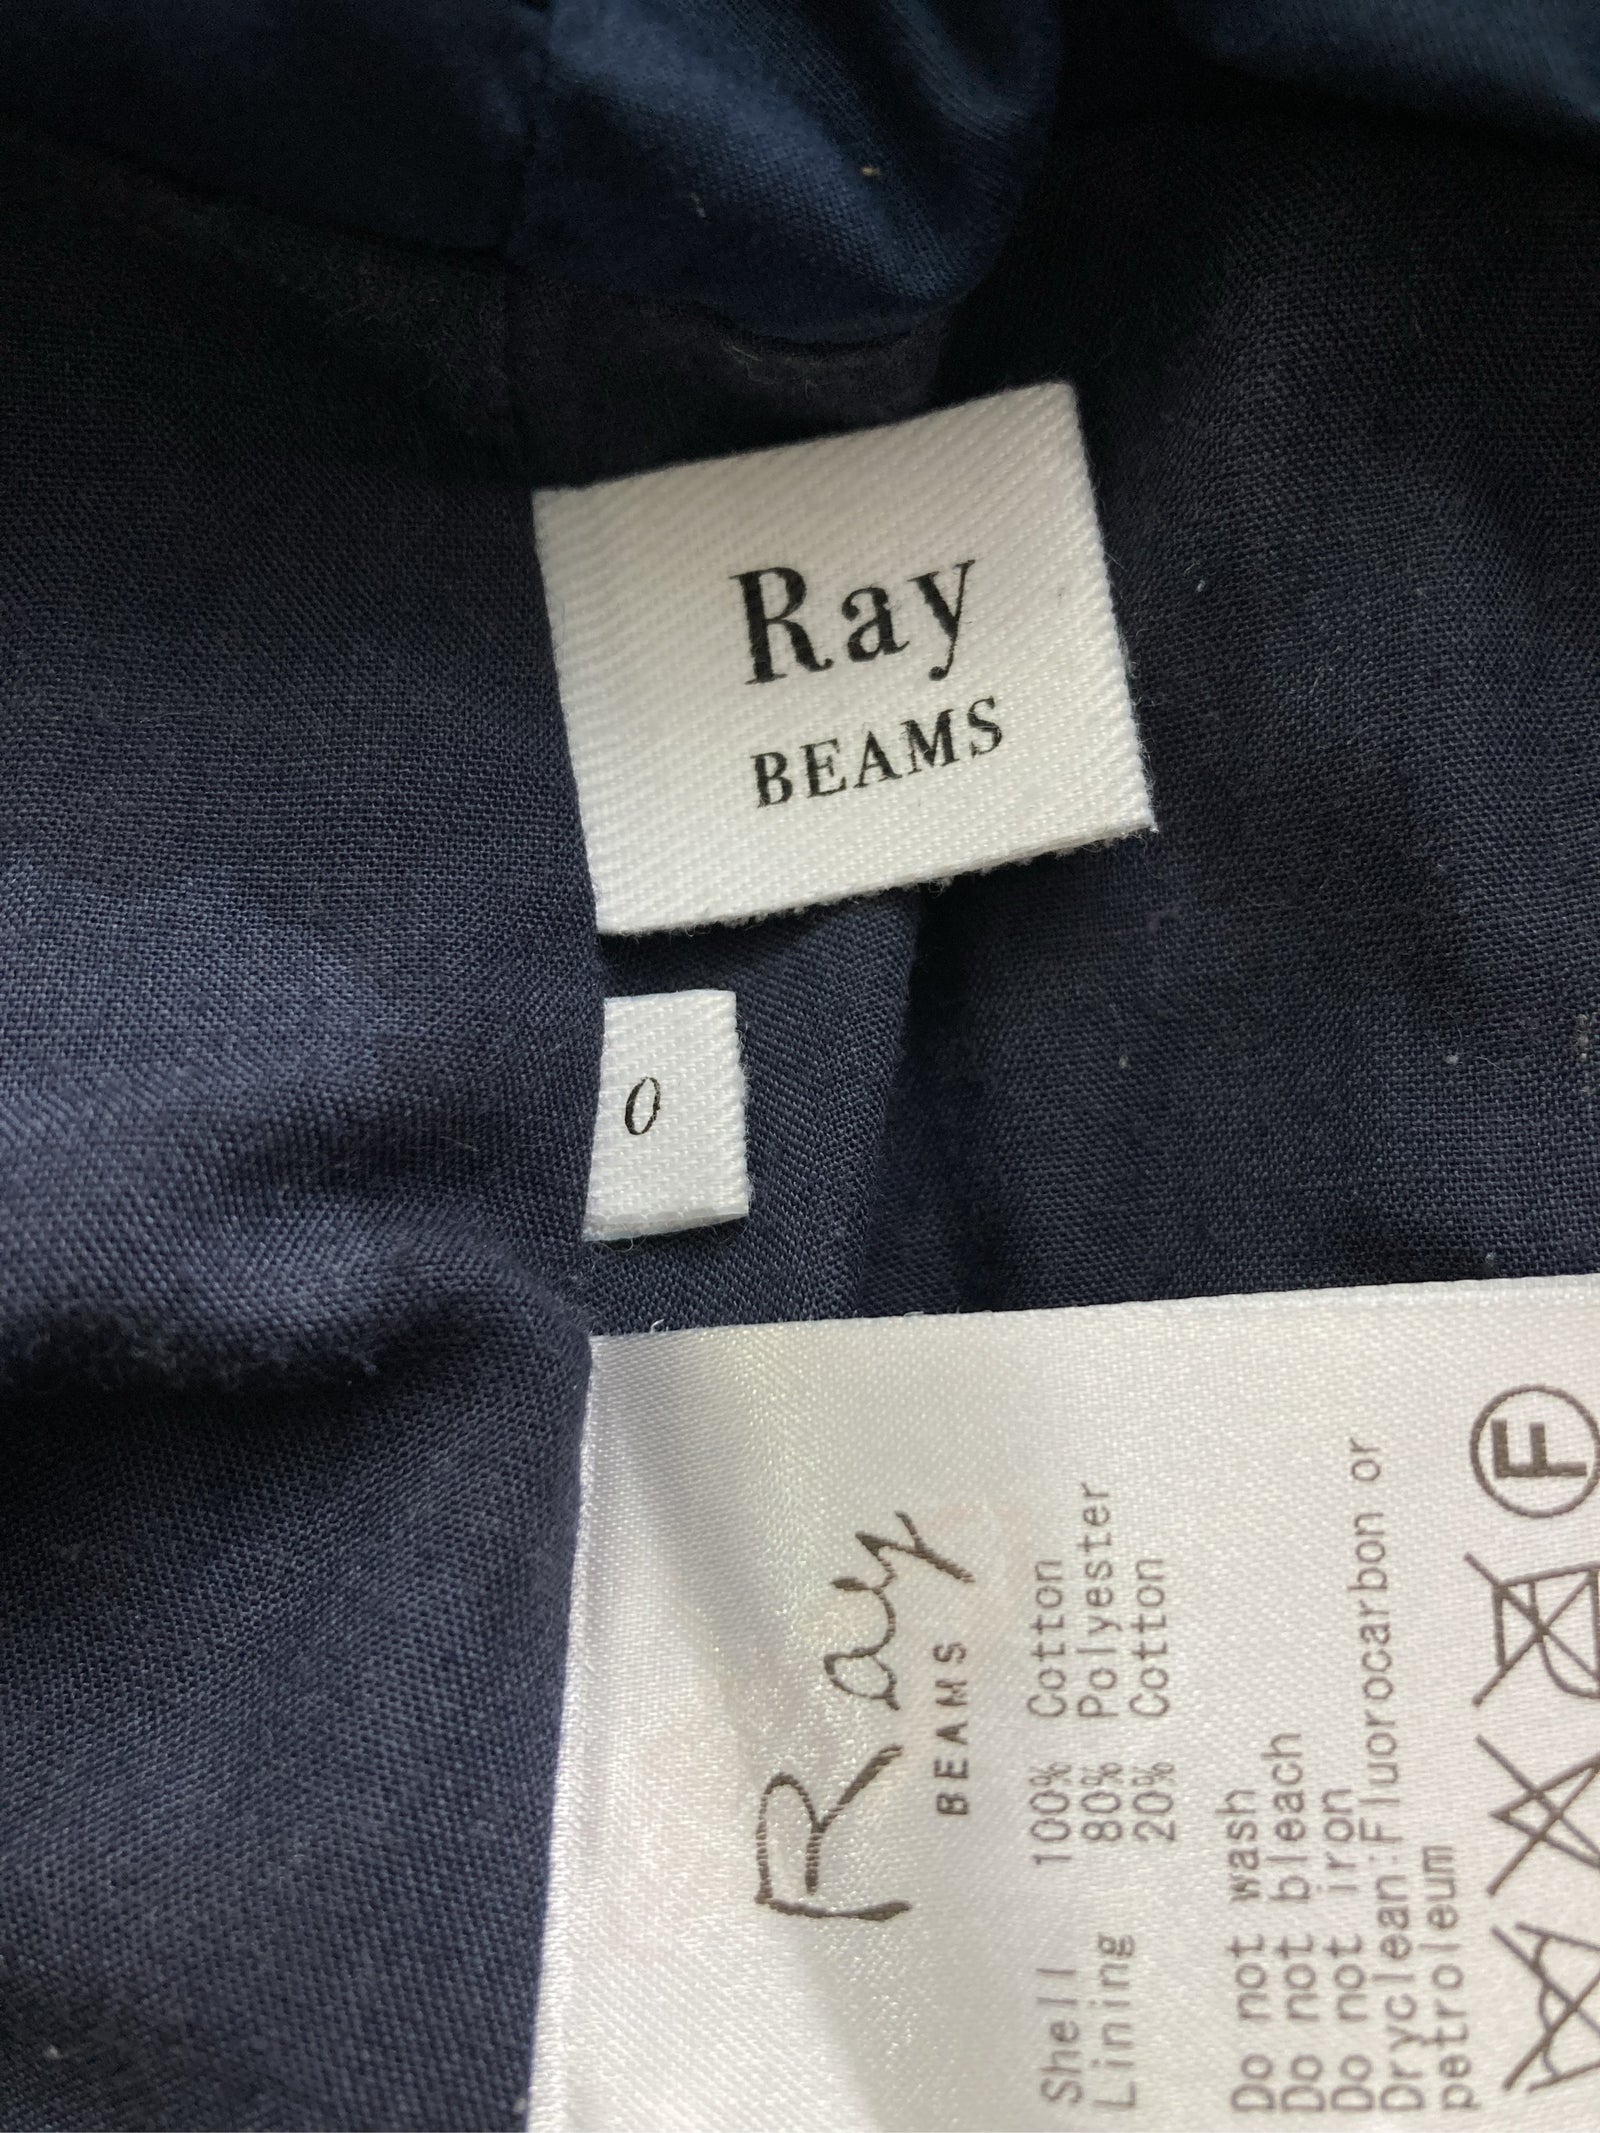 Ray
BEAMS
0
Ray
BEAMS
Shell 100% Cotton
Lining 80% Polyester
20% Cotton
Do not wash
Do not bleach
Do not iron
Dryclean:Fluorocarbon or
petroleum
F